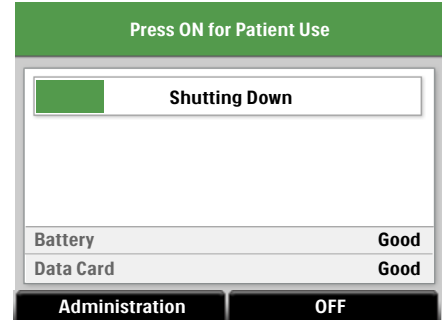 Press ON for Patient Use
Shutting Down
Battery Good
Data Card Good
Administration OFF